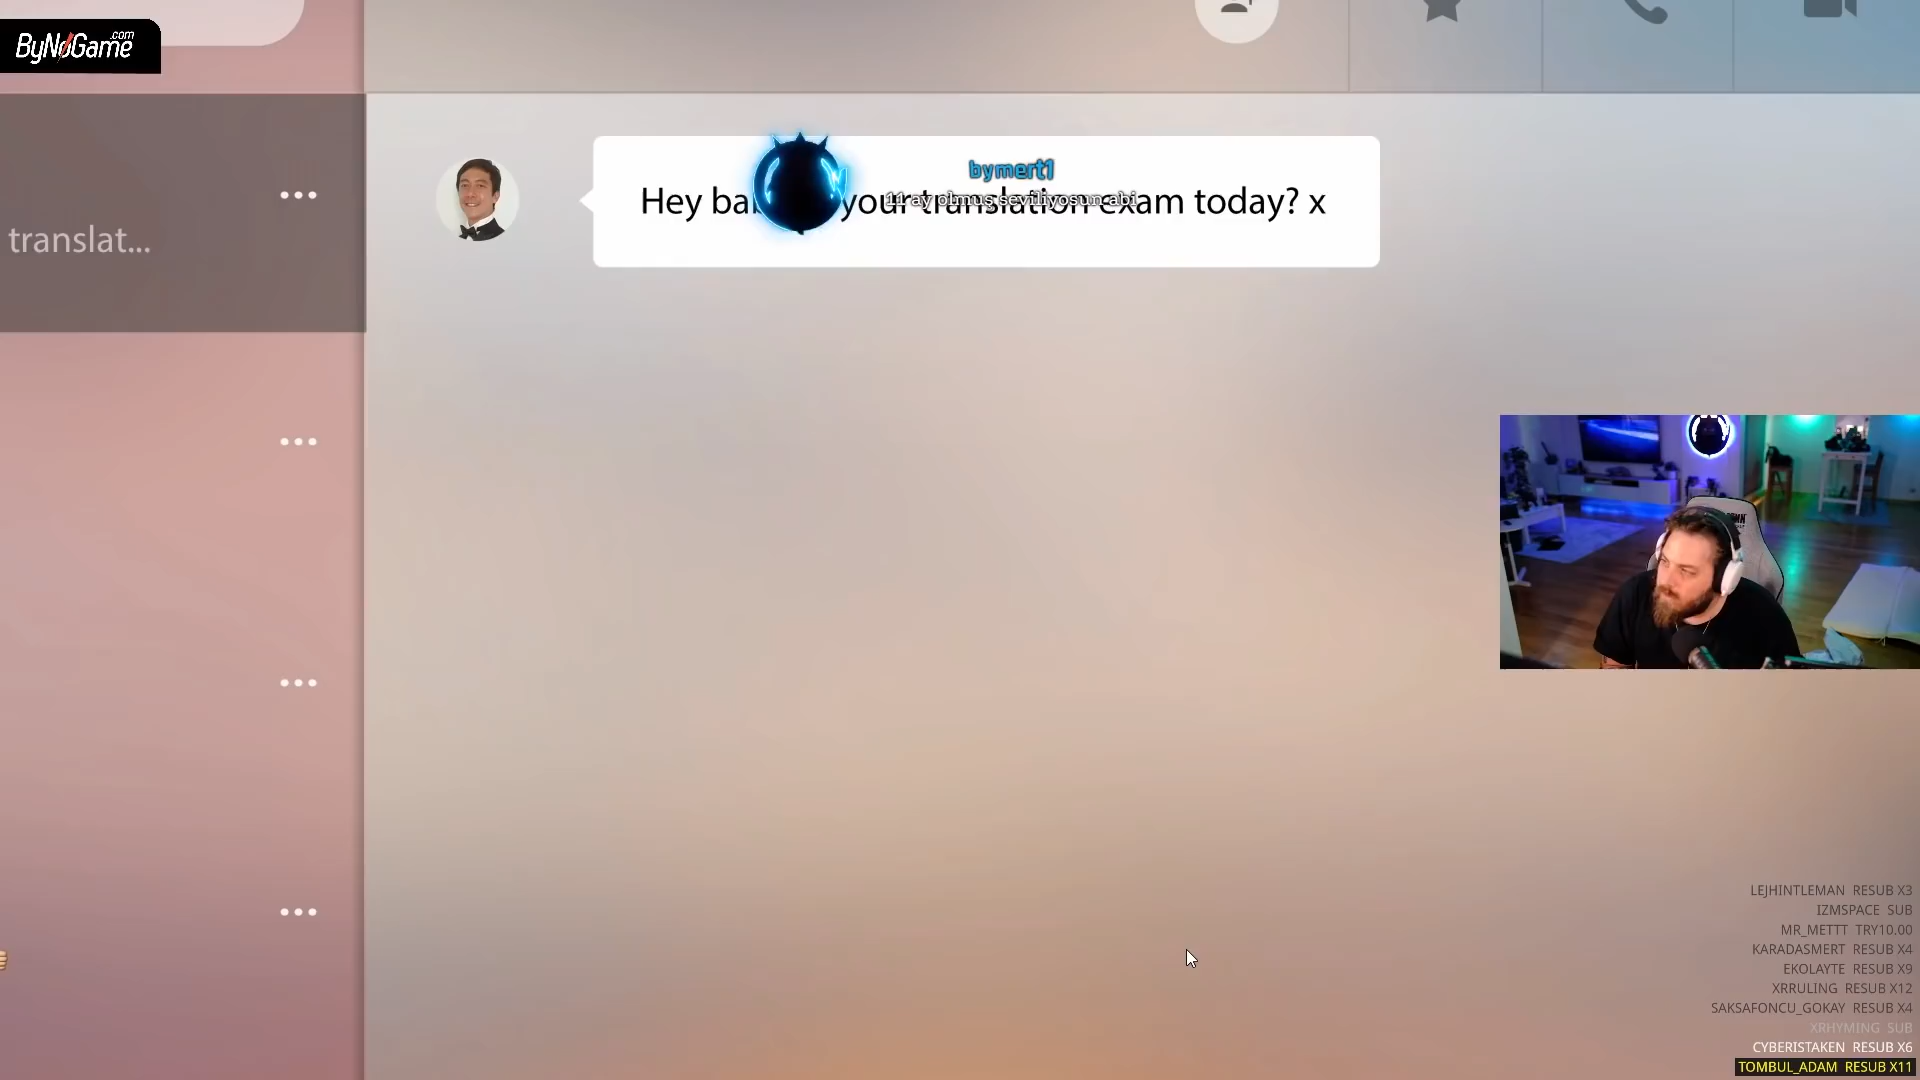 ByNoGame
.com
bymert1
11 ay olmuş seviliyosun abi
Hey your translation exam today? x
translat...
LEJHINTLEMAN RESUB X3
IZMSPACE SUB
MR_METTT TRY10.00
KARADASMERT RESUB X4
EKOLAYTE RESUB X9
XRRULING RESUB X12
SAKSAFONCU_GOKAY RESUB X4
XRHYMING SUB
CYBERISTAKEN RESUB X6
TOMBUL_ADAM RESUB X11